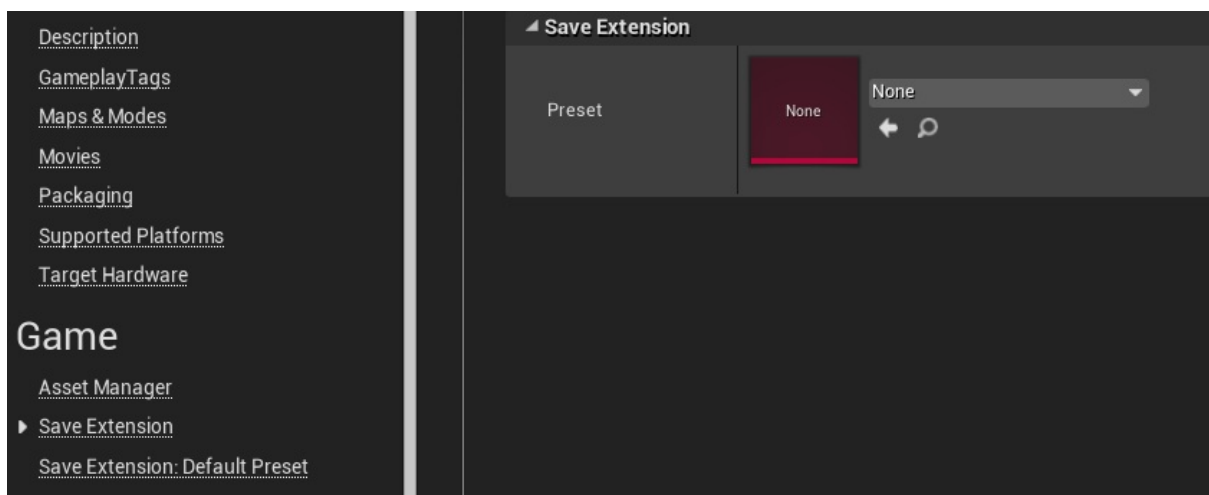 Description
GameplayTags
Maps & Modes
Movies
Packaging
Supported Platforms
Target Hardware
Game
Asset Manager
Save Extension
Save Extension: Default Preset
Save Extension
Preset
None
None